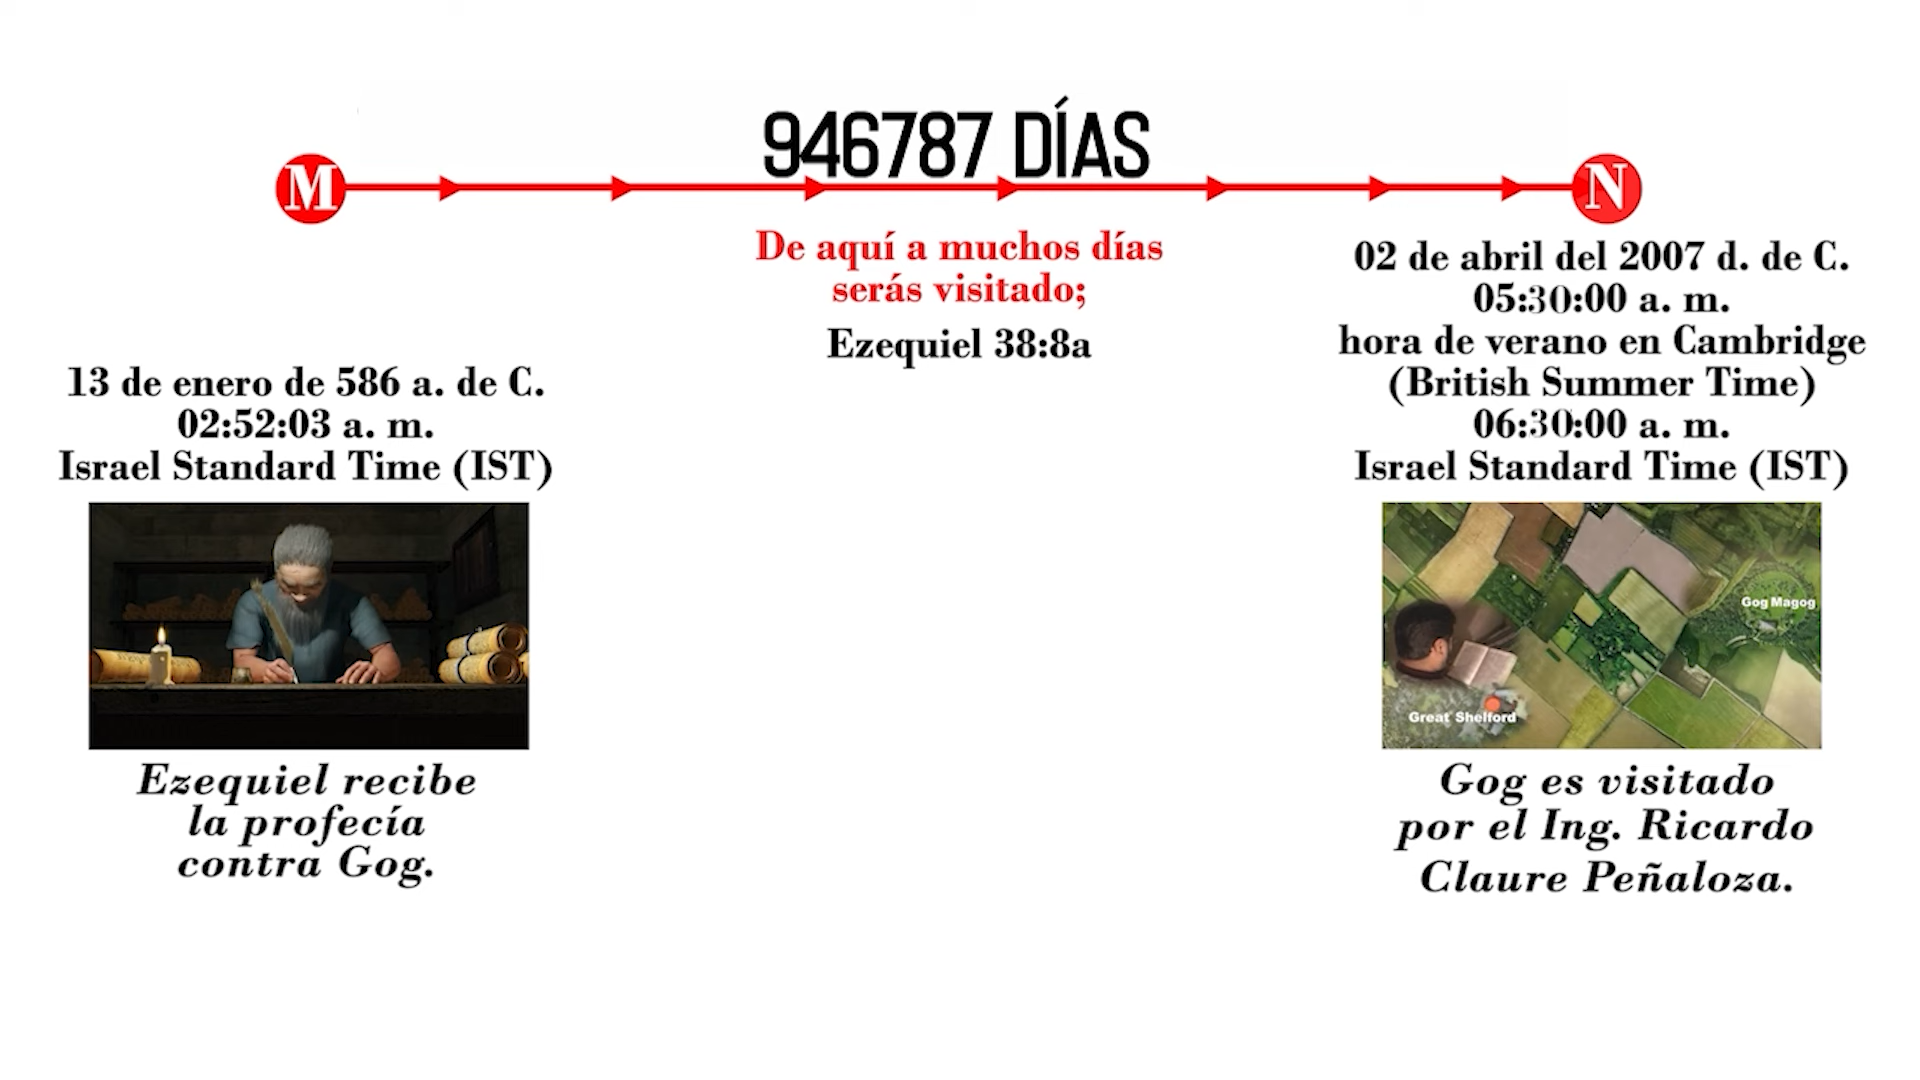 946787 DÍAS
M
N
De aquí a muchos días
serás visitado;
Ezequiel 38:8a
13 de enero de 586 a. de C.
02:52:03 a. m.
Israel Standard Time (IST)
Ezequiel recibe
la profecía
contra Gog.
02 de abril del 2007 d. de C.
05:30:00 a. m.
hora de verano en Cambridge
(British Summer Time)
06:30:00 a. m.
Israel Standard Time (IST)
Gog Magog
Great Shelford
Gog es visitado
por el Ing. Ricardo
Claure Peñaloza.